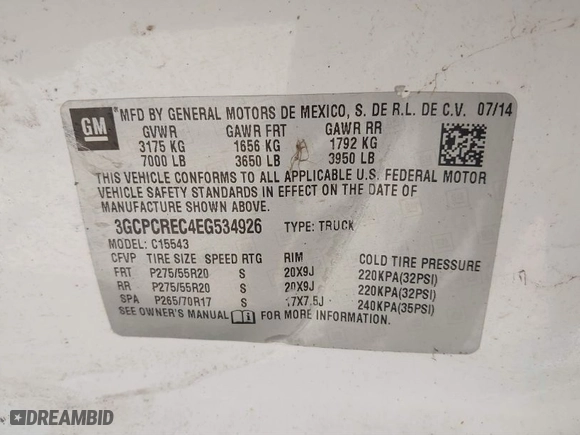 GM MFD BY GENERAL MOTORS DE MEXICO, S. DE R.L. DE C.V. 07/14
GVWR GAWR FRT GAWR RR
3175 KG 1656 KG 1792 KG
7000 LB 3650 LB 3950 LB
THIS VEHICLE CONFORMS TO ALL APPLICABLE U.S. FEDERAL MOTOR
VEHICLE SAFETY STANDARDS IN EFFECT ON THE DATE OF
MANUFACTURE SHOWN ABOVE.
3GCPCREC4EG534926 TYPE: TRUCK
MODEL: C15543
CFVP TIRE SIZE SPEED RTG RIM COLD TIRE PRESSURE
FRT P275/55R20 S 20X9J 220KPA(32PSI)
RR P275/55R20 S 20X9J 220KPA(32PSI)
SPA P265/70R17 S 17X7.5J 240KPA(35PSI)
SEE OWNER'S MANUAL FOR MORE INFORMATION.
DREAMBID